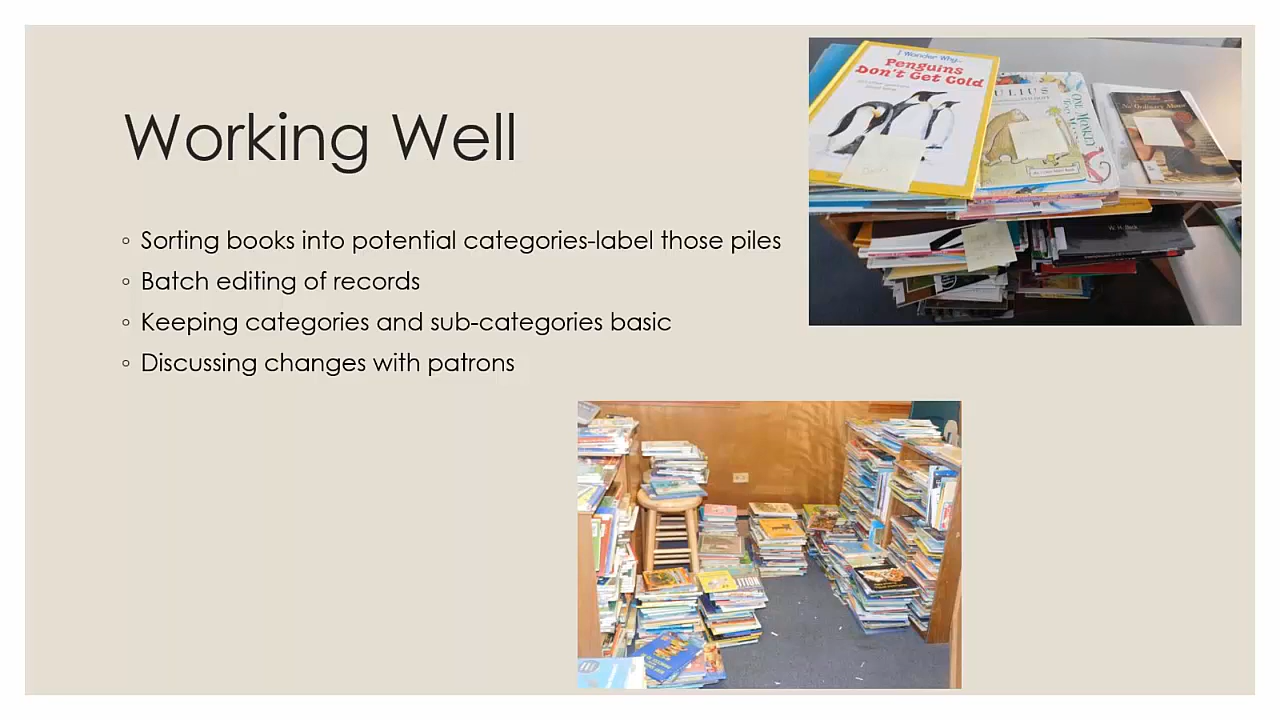 Working Well
Sorting books into potential categories-label those piles
Batch editing of records
Keeping categories and sub-categories basic
Discussing changes with patrons
I Wonder Why...
Penguins
Don't Get Cold